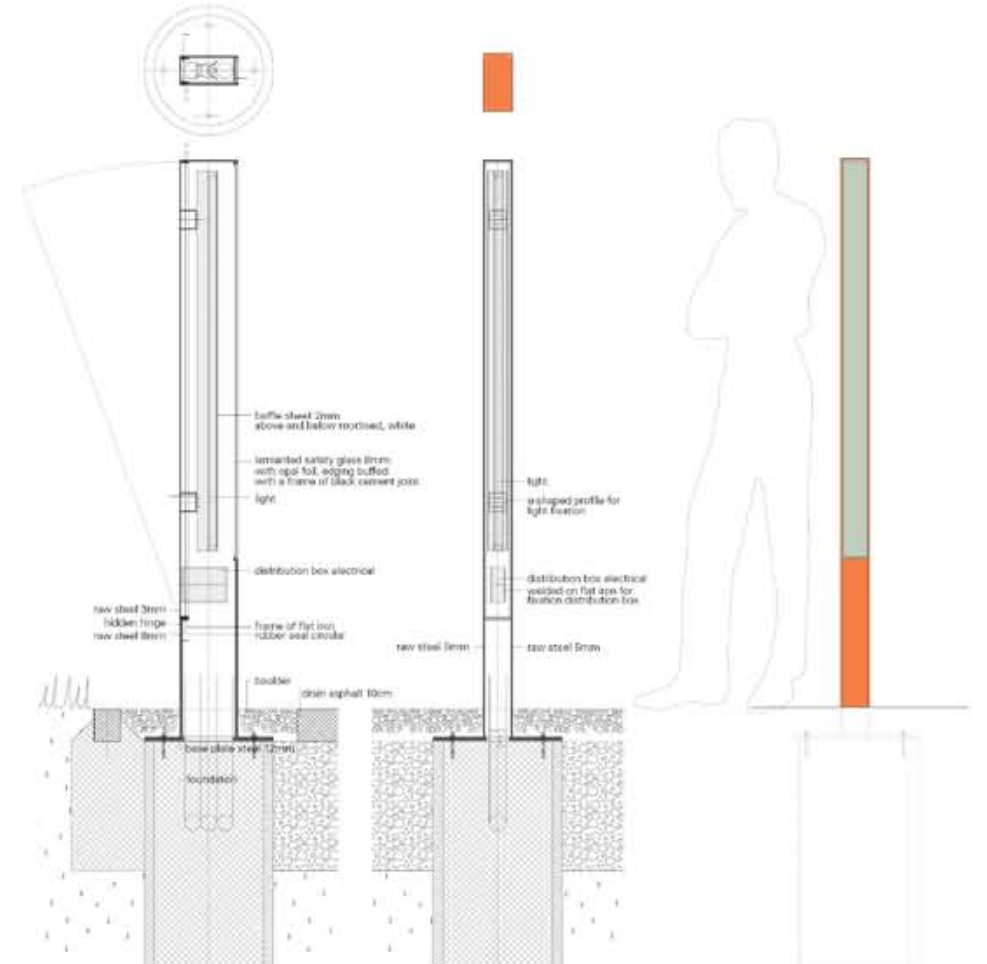 baffle sheet 2mm
above and below mortised, white
lamianted safety glass 8mm
with opal foil, edging buffed
with a frame of black cement joint
light
distribution box electrical
raw steel 3mm
hidden hinge
raw steel 8mm
frame of flat iron
rubber seal circular
boulder
drain asphalt 10cm
base plate steel 12mm
foundation
light
u-shaped profile for
light fixation
distribution box electrical
welded on flat iron for
fixation distribution box
raw steel 5mm
raw steel 5mm